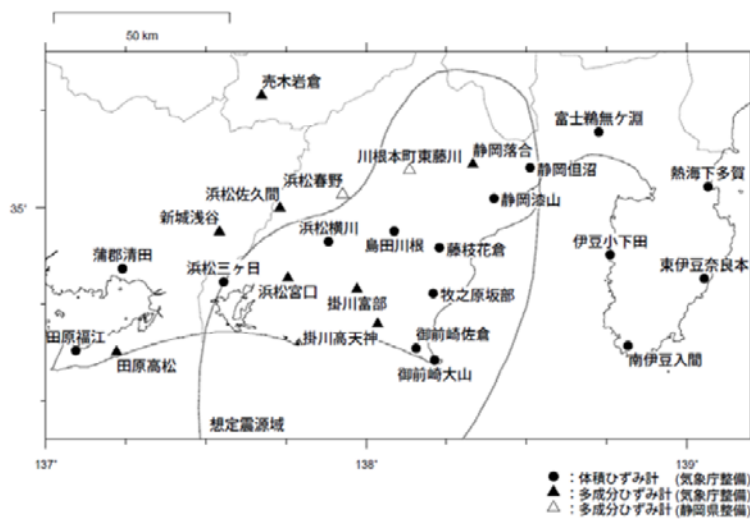 50 km
売木岩倉
富士鵜無ケ淵
静岡落合
川根本町東藤川
静岡但沼
熱海下多賀
浜松春野
浜松佐久間
35°
静岡漆山
新城浅谷
浜松横川
島田川根
藤枝花倉
伊豆小下田
蒲郡清田
浜松三ヶ日
東伊豆奈良本
浜松宮口
掛川富部
牧之原坂部
田原福江
掛川高天神
御前崎佐倉
田原高松
御前崎大山
南伊豆入間
想定震源域
137°
138°
139°
●：体積ひずみ計 (気象庁整備)
▲：多成分ひずみ計 (気象庁整備)
△：多成分ひずみ計 (静岡県整備)